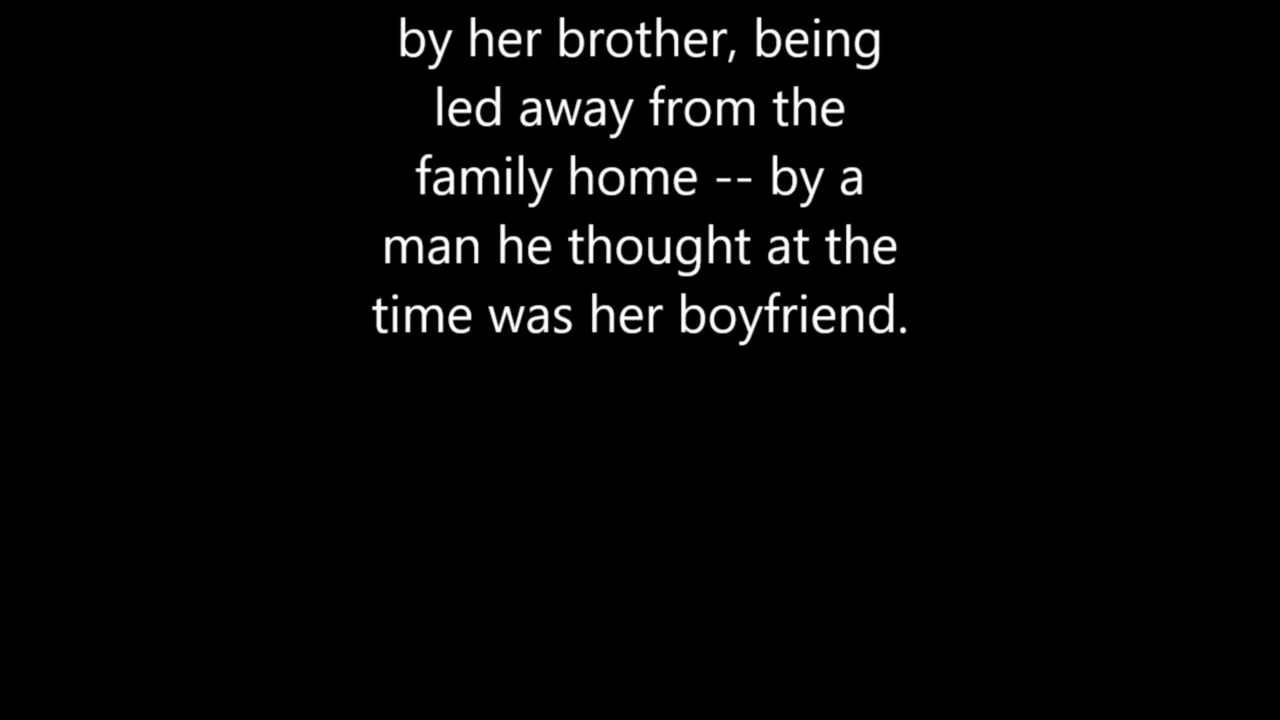 by her brother, being
led away from the
family home -- by a
man he thought at the
time was her boyfriend.